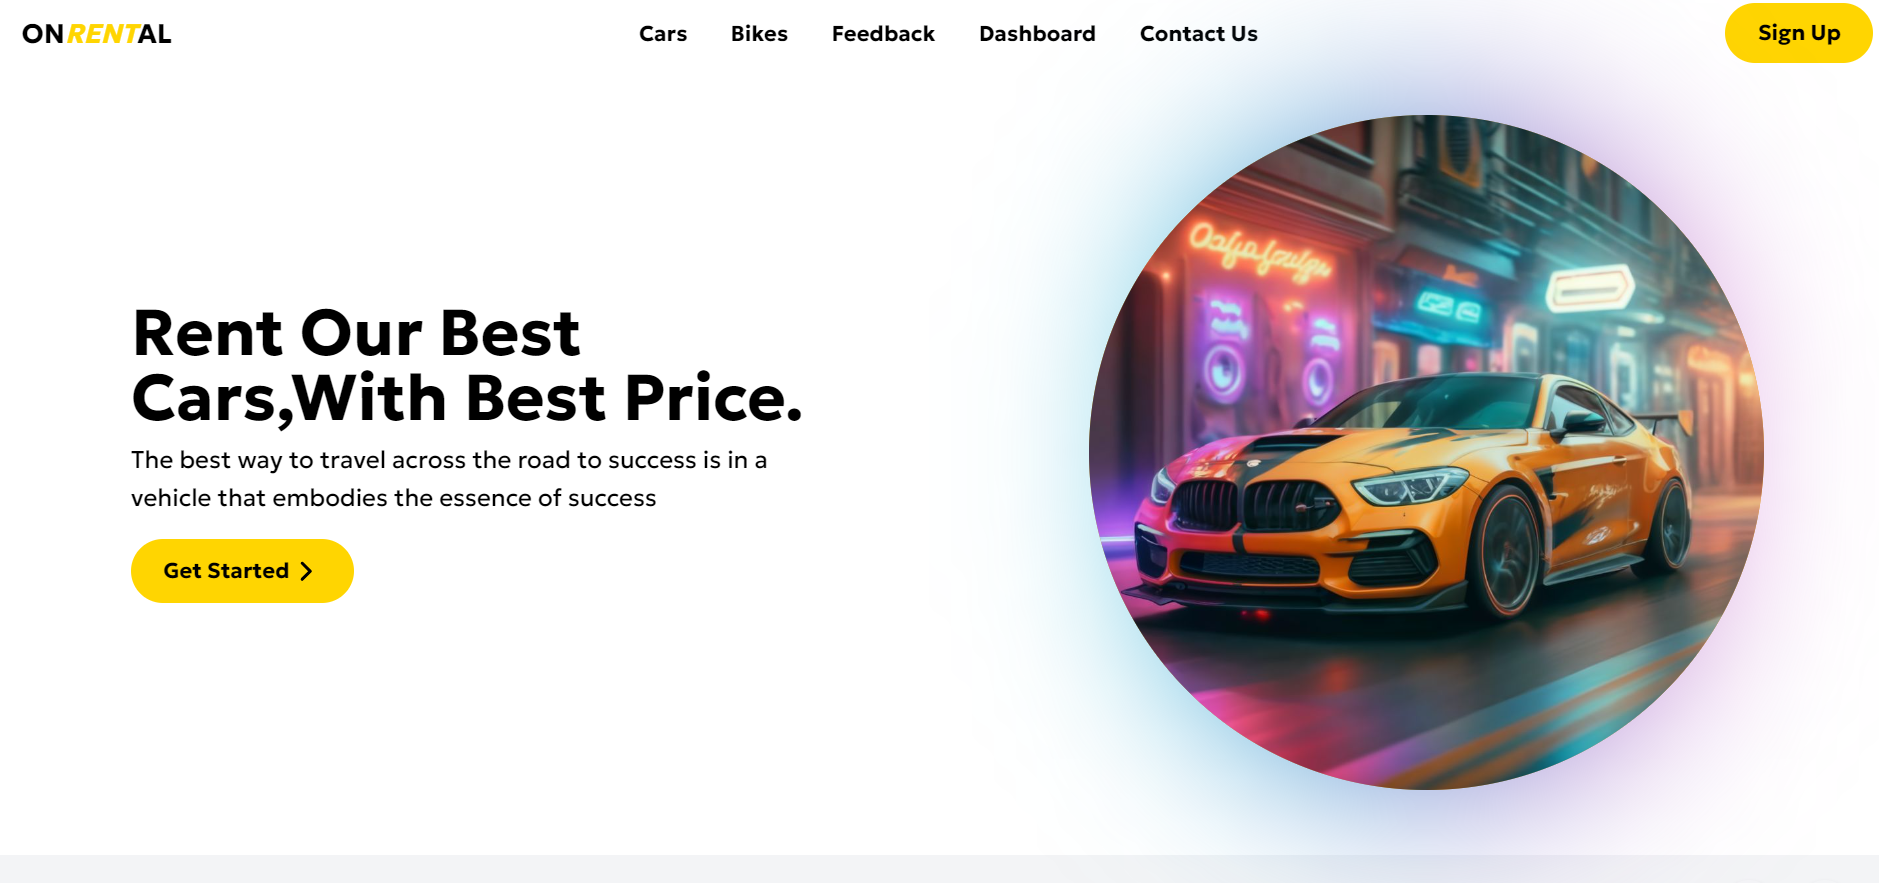 ONRENTAL
Cars
Bikes
Feedback
Dashboard
Contact Us
Sign Up
Rent Our Best
Cars,With Best Price.
The best way to travel across the road to success is in a
vehicle that embodies the essence of success
Get Started